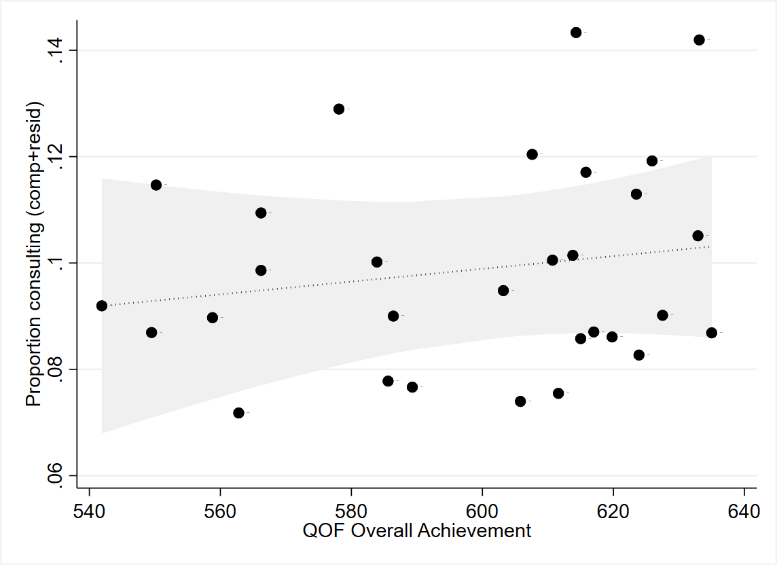 .14
.12
.1
.08
.06
Proportion consulting (comp+resid)
540 560 580 600 620 640
QOF Overall Achievement